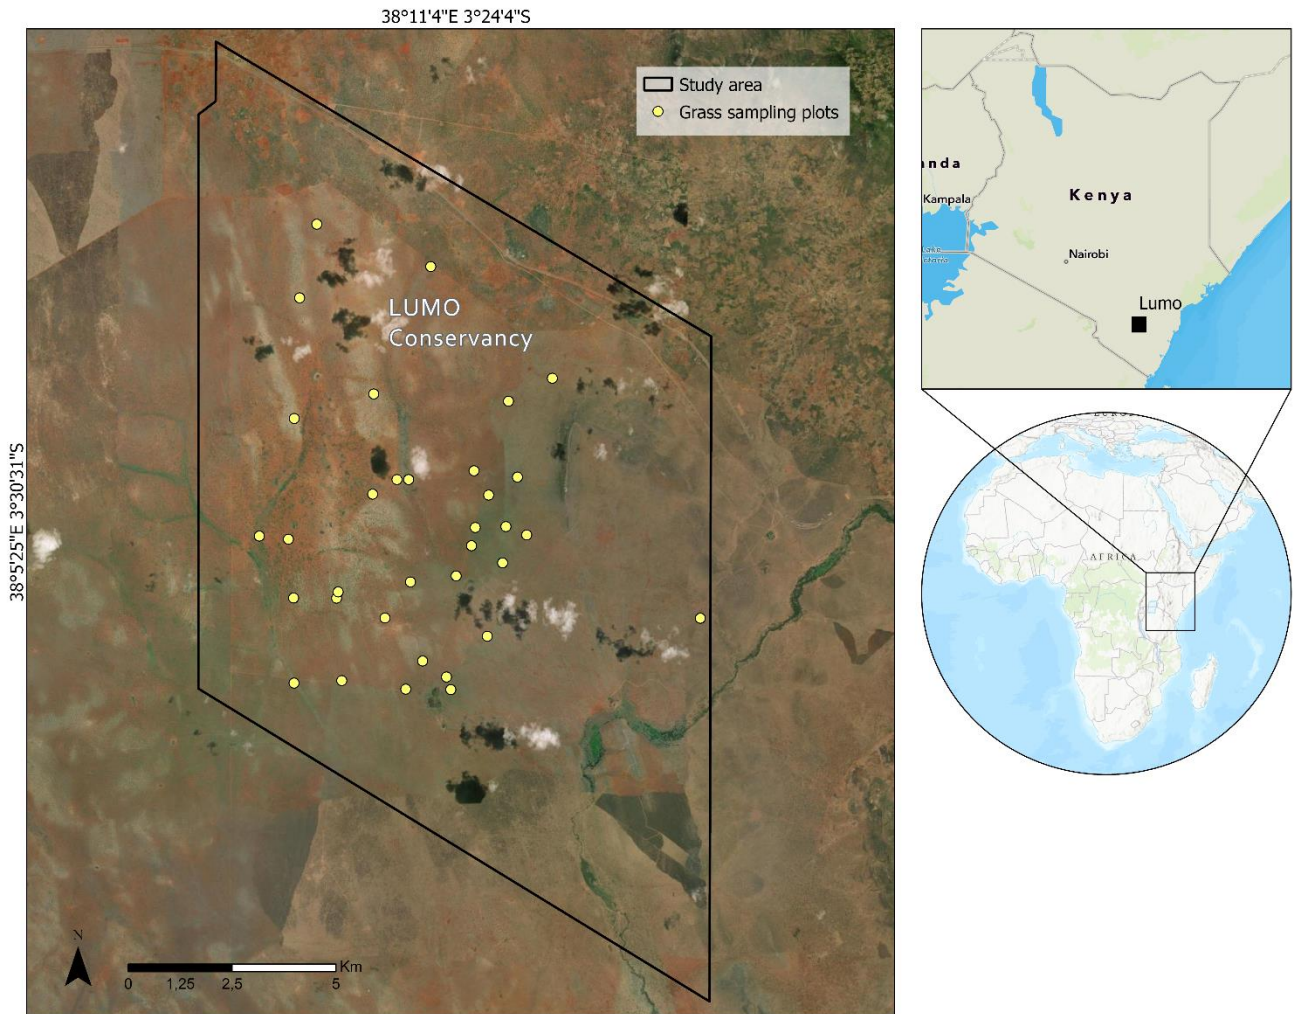 38°11'4"E 3°24'4"S
Study area
Grass sampling plots
LUMO
Conservancy
38°5'25"E 3°30'31"S
N
Km
0 1,25 2,5 5
anda
Kampala
Kenya
Nairobi
Lumo
AFRICA